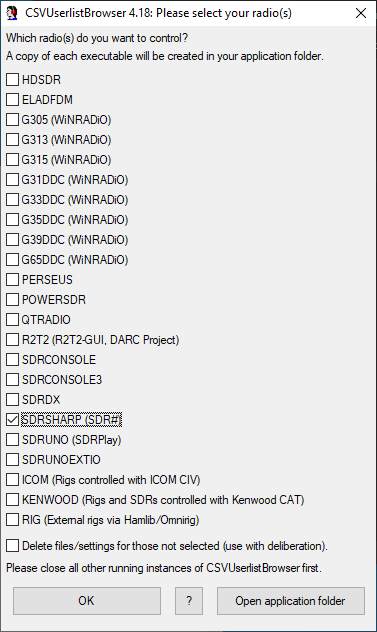 CSVUserlistBrowser 4.18: Please select your radio(s)
Which radio(s) do you want to control?
A copy of each executable will be created in your application folder.
HDSDR
ELADFDM
G305 (WiNRADiO)
G313 (WiNRADiO)
G315 (WiNRADiO)
G31DDC (WiNRADiO)
G33DDC (WiNRADiO)
G35DDC (WiNRADiO)
G39DDC (WiNRADiO)
G65DDC (WiNRADiO)
PERSEUS
POWERSDR
QTRADIO
R2T2 (R2T2-GUI, DARC Project)
SDRCONSOLE
SDRCONSOLE3
SDRDX
SDRSHARP (SDR#)
SDRUNO (SDRPlay)
SDRUNOEXTIO
ICOM (Rigs controlled with ICOM CIV)
KENWOOD (Rigs and SDRs controlled with Kenwood CAT)
RIG (External rigs via Hamlib/Omnirig)
Delete files/settings for those not selected (use with deliberation).
Please close all other running instances of CSVUserlistBrowser first.
OK ? Open application folder